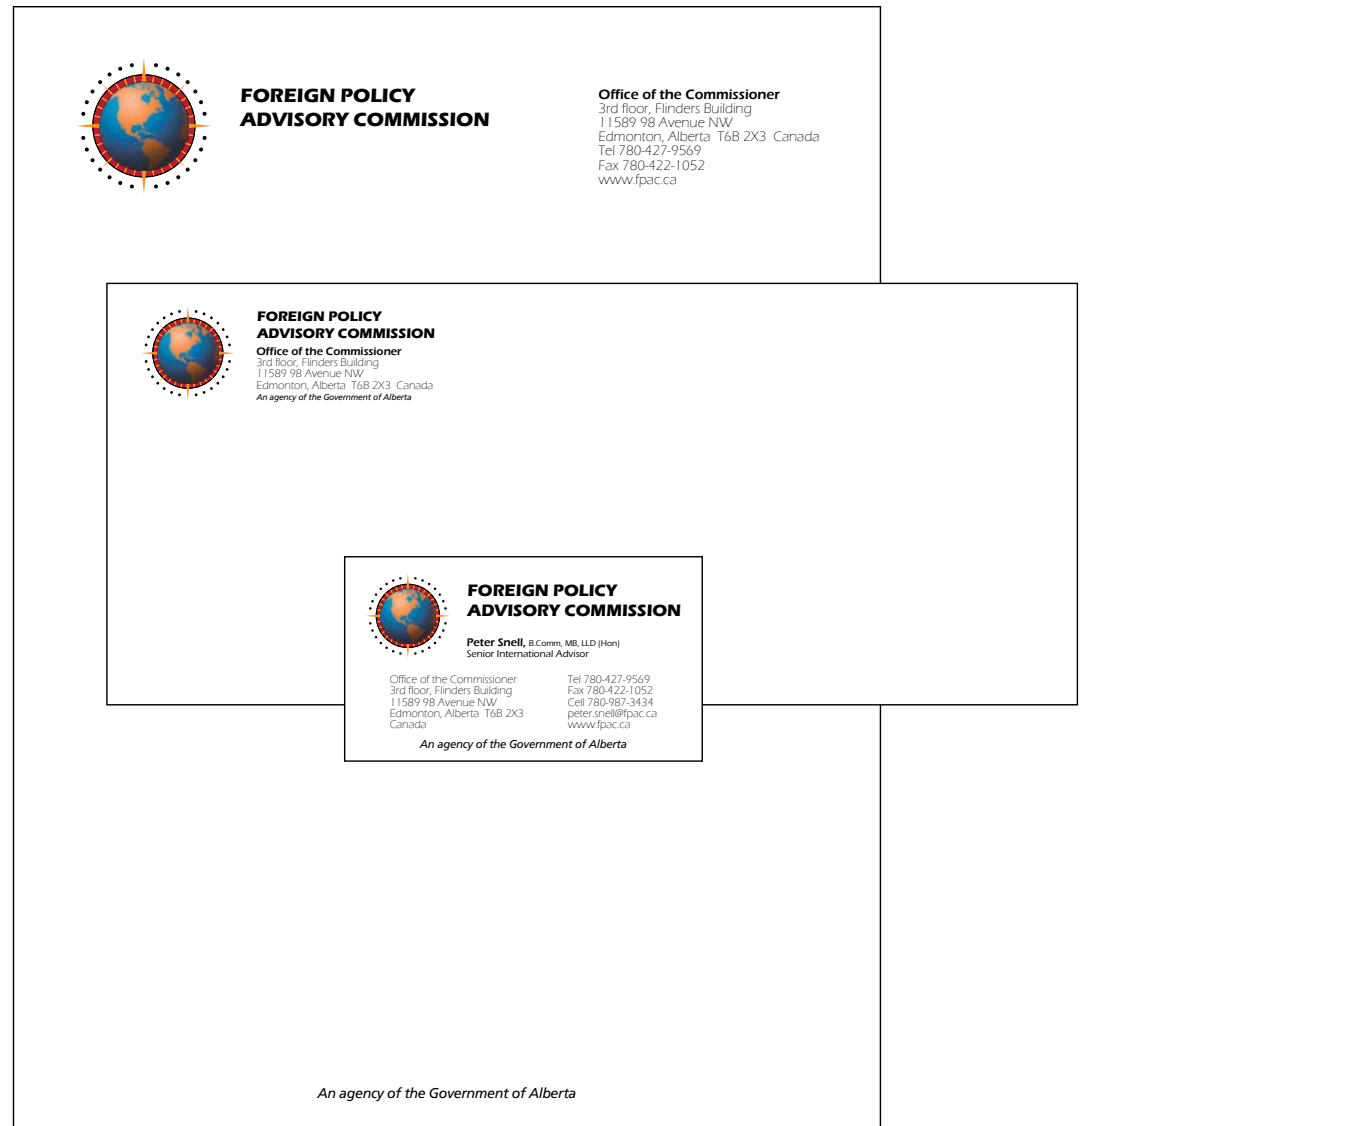 FOREIGN POLICY
ADVISORY COMMISSION
Office of the Commissioner
3rd floor, Flinders Building
11589 98 Avenue NW
Edmonton, Alberta  T6B 2X3  Canada
Tel 780-427-9569
Fax 780-422-1052
www.fpac.ca
FOREIGN POLICY
ADVISORY COMMISSION
Office of the Commissioner
3rd floor, Flinders Building
11589 98 Avenue NW
Edmonton, Alberta  T6B 2X3  Canada
An agency of the Government of Alberta
FOREIGN POLICY
ADVISORY COMMISSION
Peter Snell, B.Comm, MB, LLD (Hon)
Senior International Advisor
Office of the Commissioner
3rd floor, Flinders Building
11589 98 Avenue NW
Edmonton, Alberta  T6B 2X3
Canada
Tel 780-427-9569
Fax 780-422-1052
Cell 780-987-3434
peter.snell@fpac.ca
www.fpac.ca
An agency of the Government of Alberta
An agency of the Government of Alberta